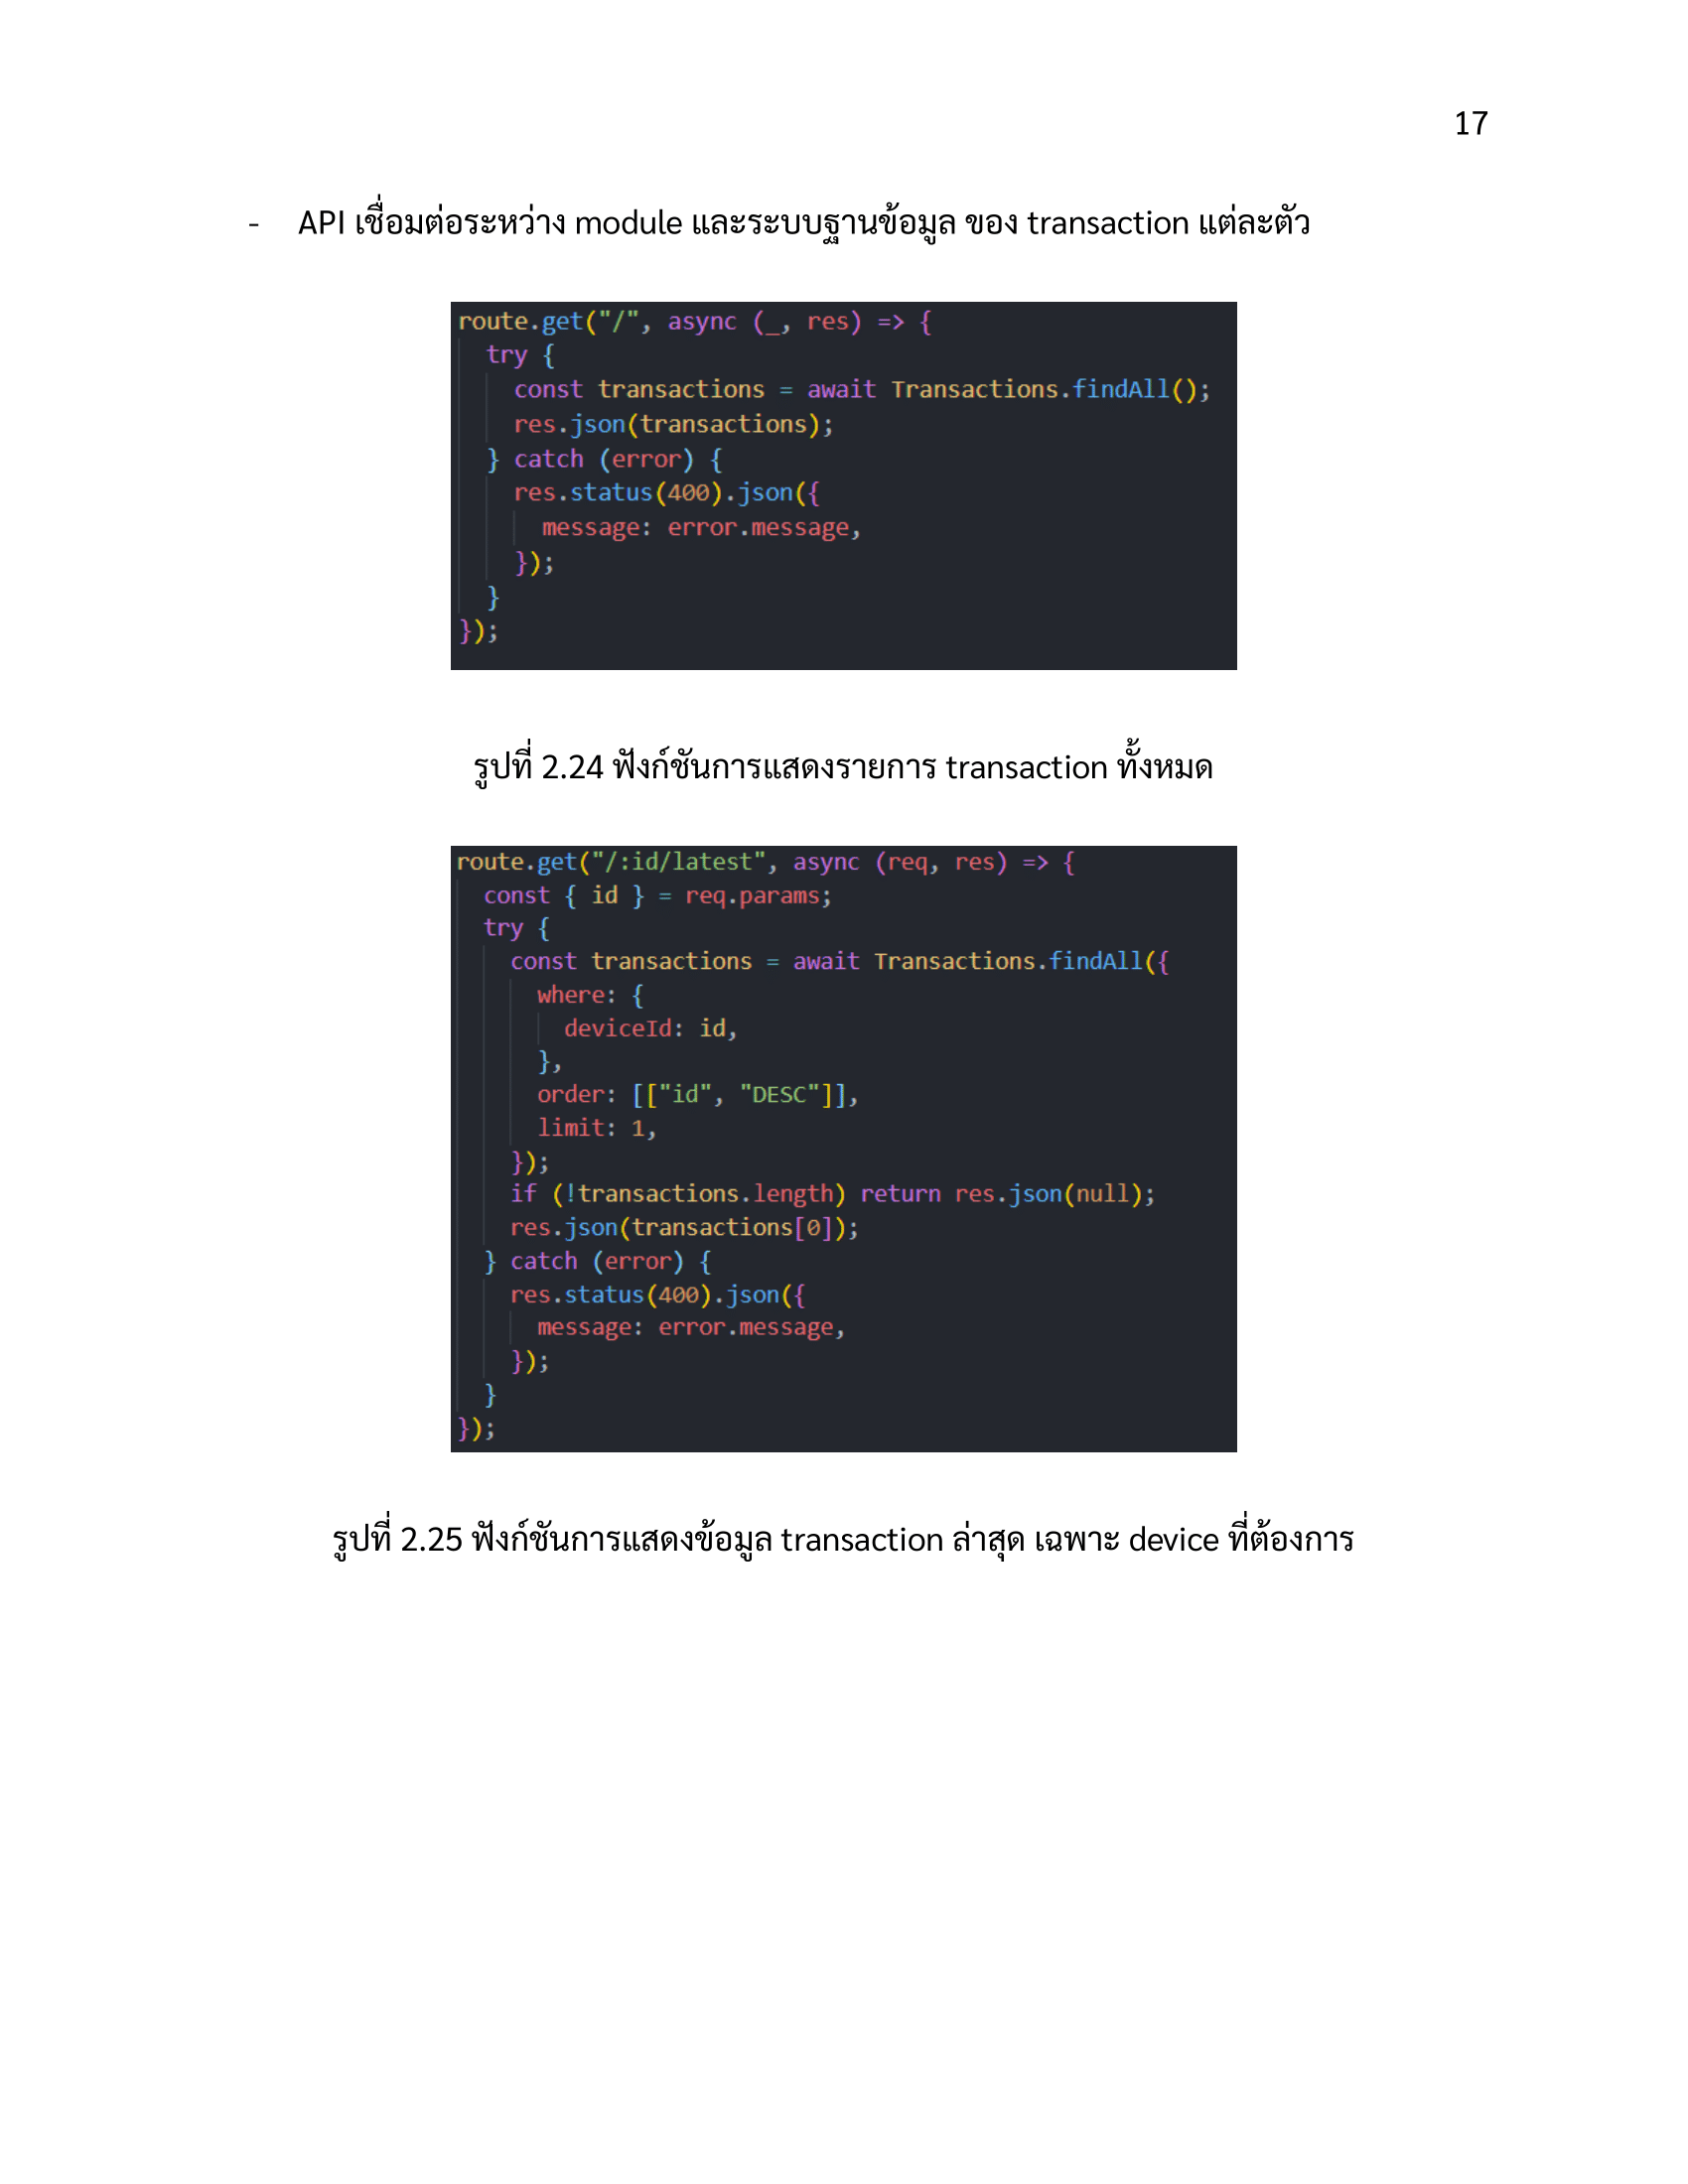 17
- API เชื่อมต่อระหว่าง module และระบบฐานข้อมูล ของ transaction แต่ละตัว
route.get("/", async (_, res) => {
  try {
    const transactions = await Transactions.findAll();
    res.json(transactions);
  } catch (error) {
    res.status(400).json({
      message: error.message,
    });
  }
});
รูปที่ 2.24 ฟังก์ชันการแสดงรายการ transaction ทั้งหมด
route.get("/:id/latest", async (req, res) => {
  const { id } = req.params;
  try {
    const transactions = await Transactions.findAll({
      where: {
        deviceId: id,
      },
      order: [["id", "DESC"]],
      limit: 1,
    });
    if (!transactions.length) return res.json(null);
    res.json(transactions[0]);
  } catch (error) {
    res.status(400).json({
      message: error.message,
    });
  }
});
รูปที่ 2.25 ฟังก์ชันการแสดงข้อมูล transaction ล่าสุด เฉพาะ device ที่ต้องการ